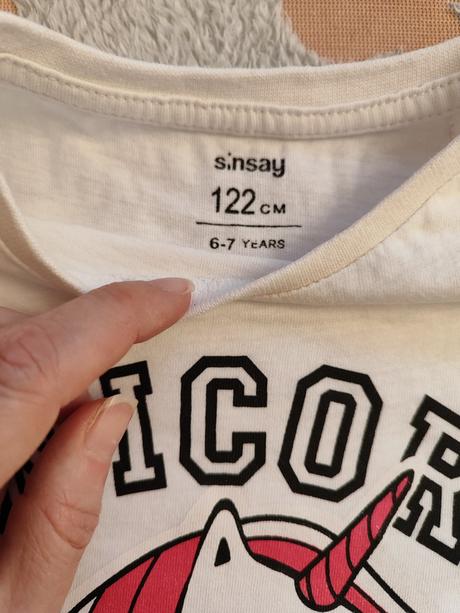 sinsay
122 CM
6-7 YEARS
ICOR